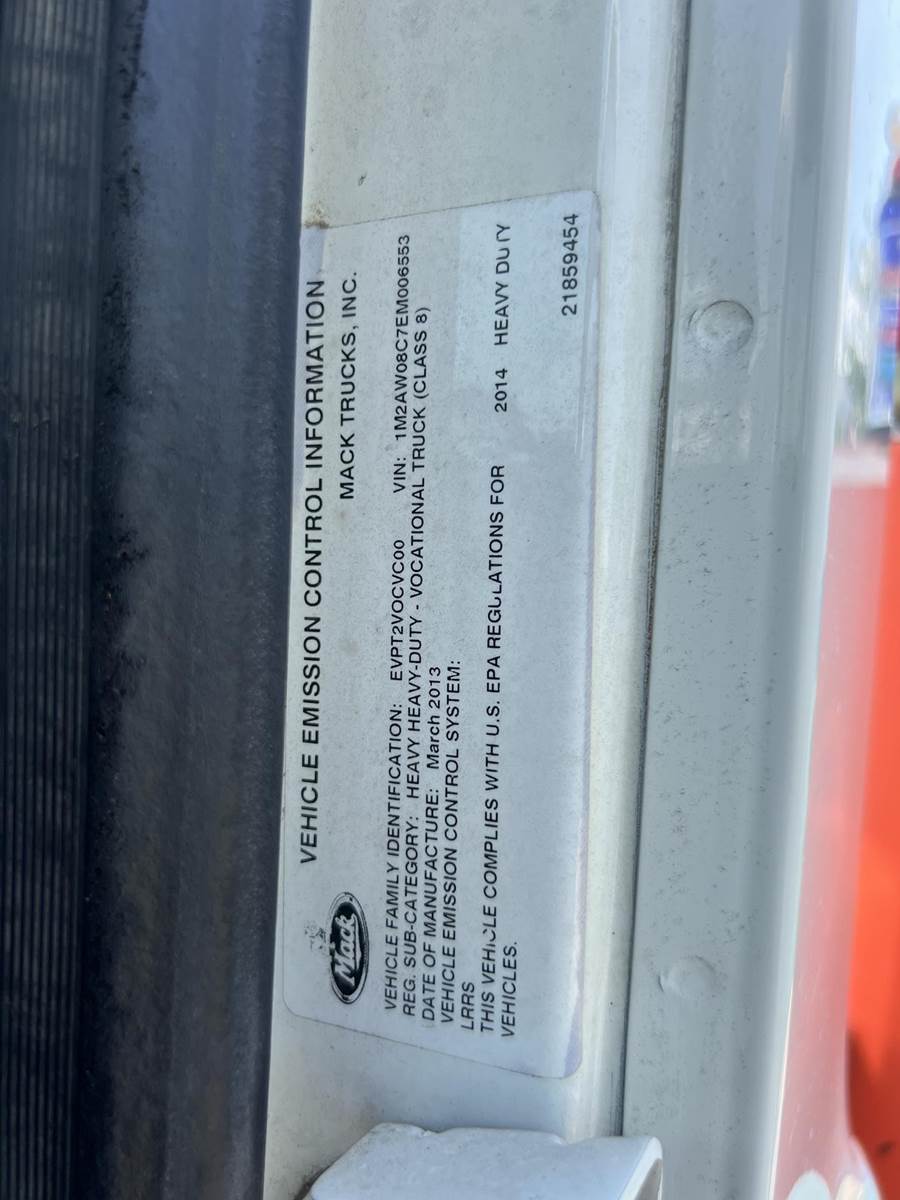 VEHICLE EMISSION CONTROL INFORMATION
Mack
MACK TRUCKS, INC.
VEHICLE FAMILY IDENTIFICATION: EVPT2VOCVC00 VIN: 1M2AW08C7EM006553
REG. SUB-CATEGORY: HEAVY HEAVY-DUTY - VOCATIONAL TRUCK (CLASS 8)
DATE OF MANUFACTURE: March 2013
VEHICLE EMISSION CONTROL SYSTEM:
LRRS
THIS VEHICLE COMPLIES WITH U.S. EPA REGULATIONS FOR 2014 HEAVY DUTY
VEHICLES.
21859454